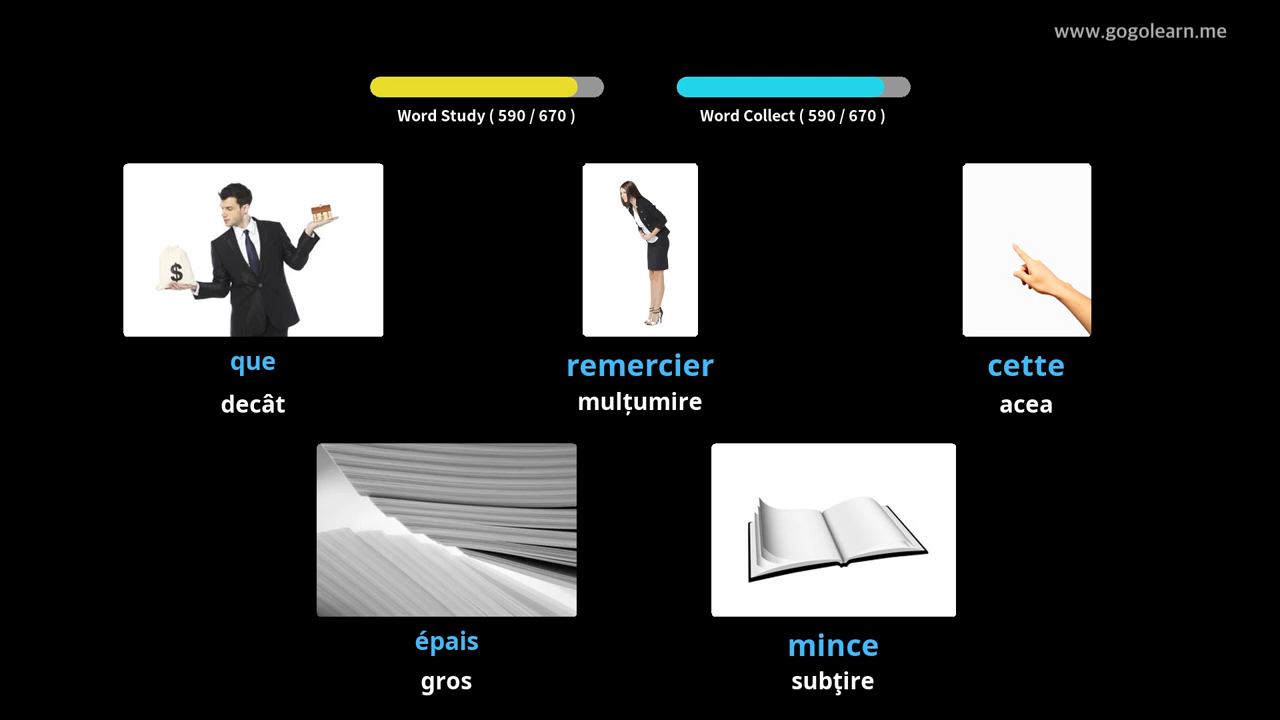 www.gogolearn.me
Word Study ( 590 / 670 )
Word Collect ( 590 / 670 )
$
que
remercier
cette
decât
mulțumire
acea
épais
mince
gros
subţire